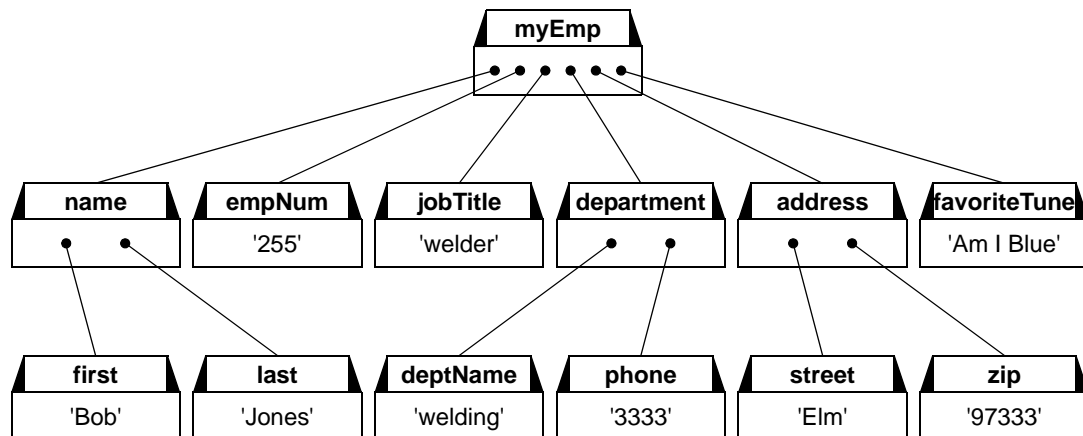 myEmp
name empNum jobTitle department address favoriteTune
'255' 'welder' 'Am I Blue'
first last deptName phone street zip
'Bob' 'Jones' 'welding' '3333' 'Elm' '97333'